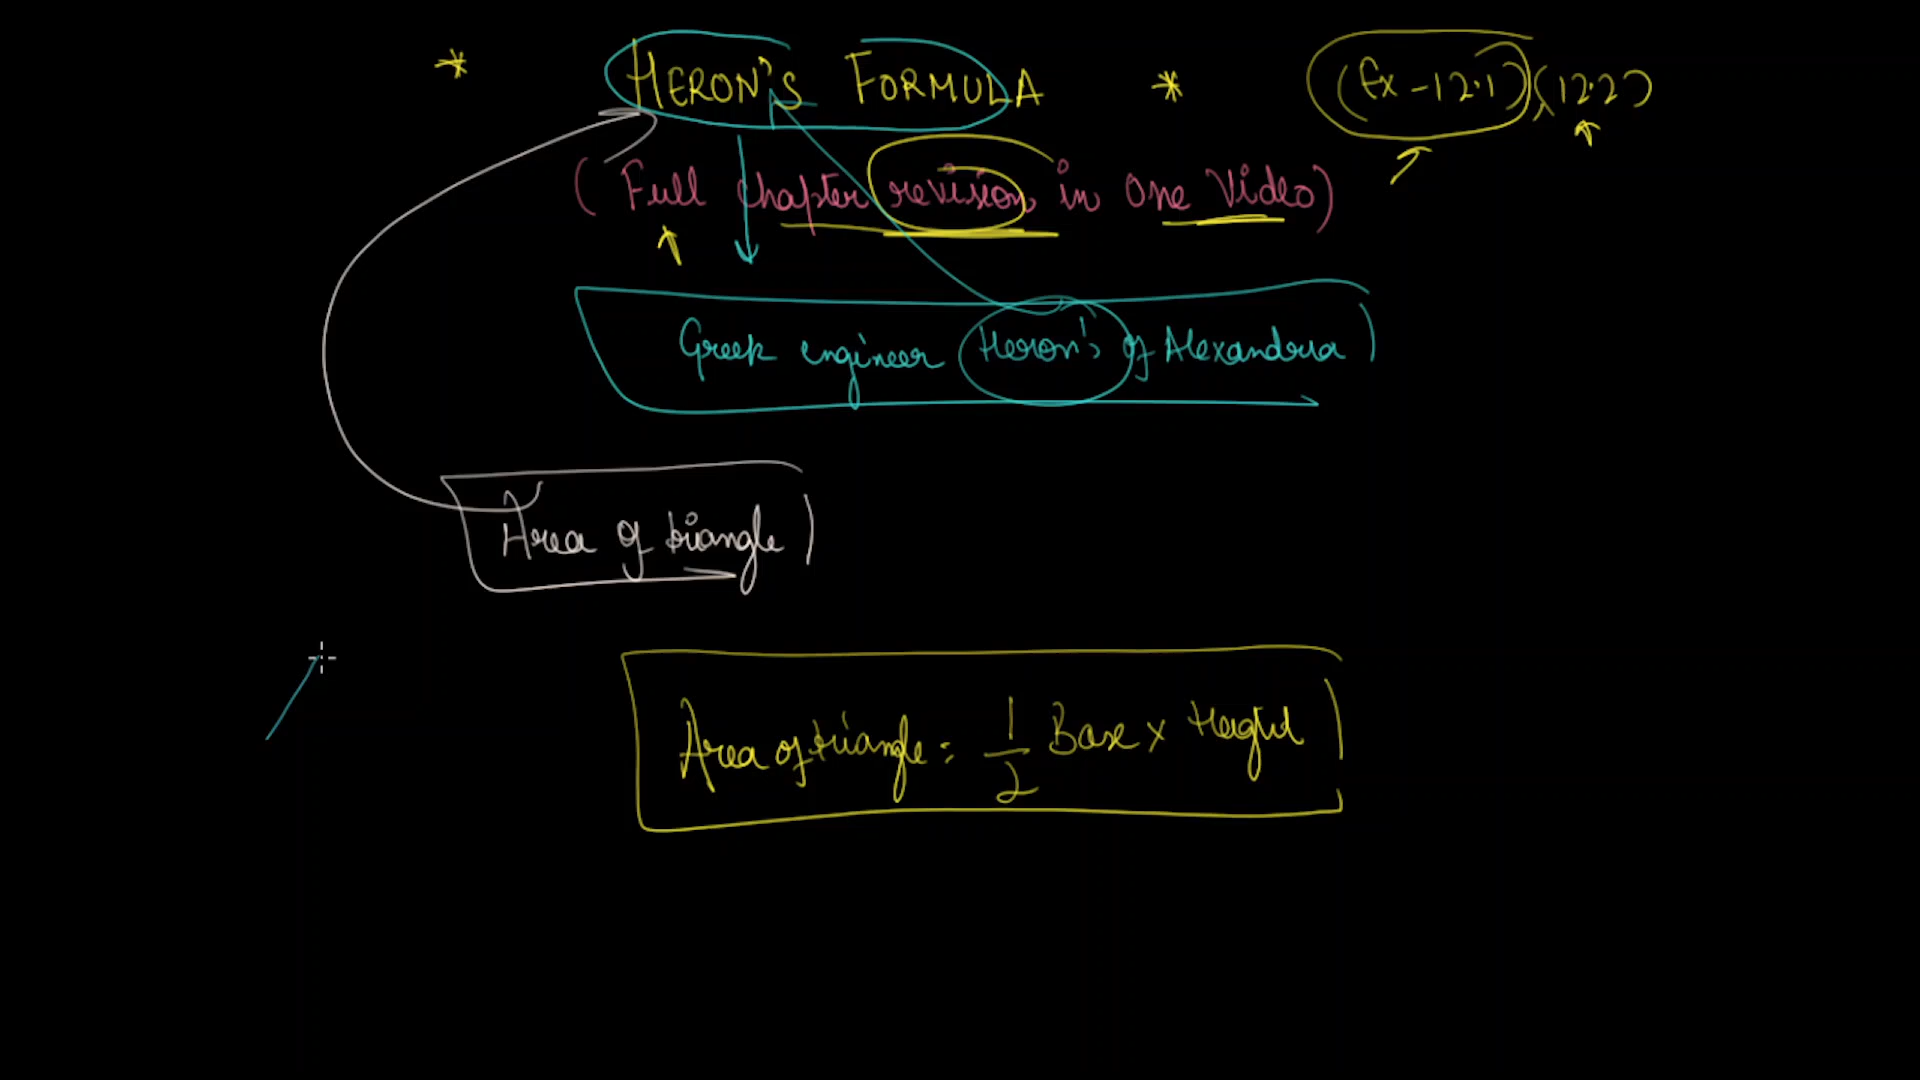 * HERON'S FORMULA * (Ex-12.1), (12.2)
(Full chapter revision in One Video)
Greek engineer Heron's of Alexandria
Area of triangle
Area of triangle = 1/2 Base × Height